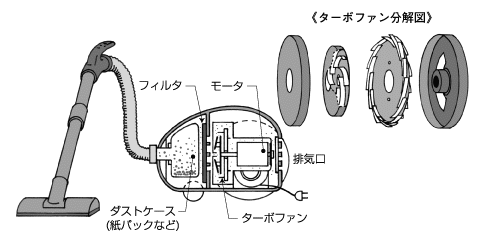 《ターボファン分解図》
フィルタ
モータ
排気口
ダストケース
(紙パックなど)
ターボファン